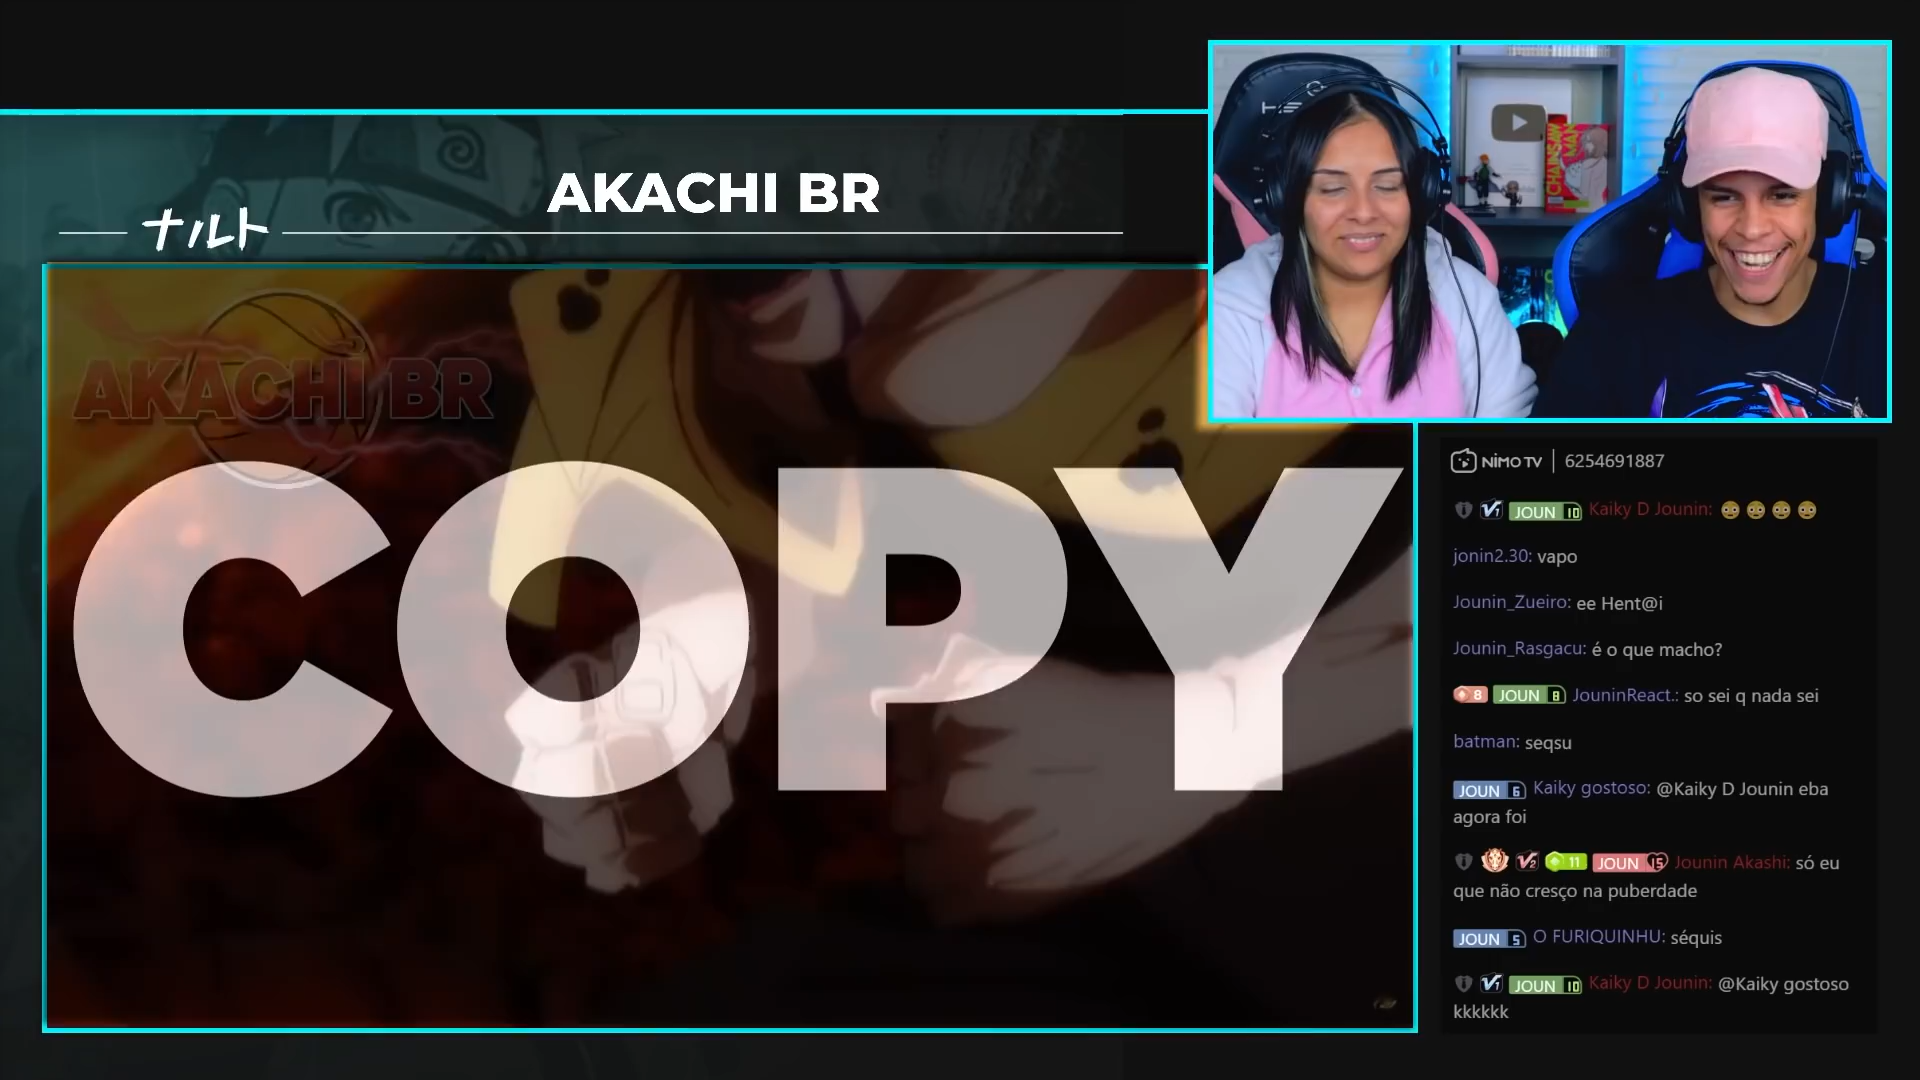 AKACHI BR
ナルト
AKACHI BR
COPY
CHAINSAW MAN
NIMO TV | 6254691887
JOUN 10 Kaiky D Jounin:
jonin2.30: vapo
Jounin_Zueiro: ee Hent@i
Jounin_Rasgacu: é o que macho?
8 JOUN 8 JouninReact.: so sei q nada sei
batman: seqsu
JOUN 6 Kaiky gostoso: @Kaiky D Jounin eba
agora foi
V2 11 JOUN 15 Jounin Akashi: só eu
que não cresço na puberdade
JOUN 5 O FURIQUINHU: séquis
V1 JOUN 10 Kaiky D Jounin: @Kaiky gostoso
kkkkkk